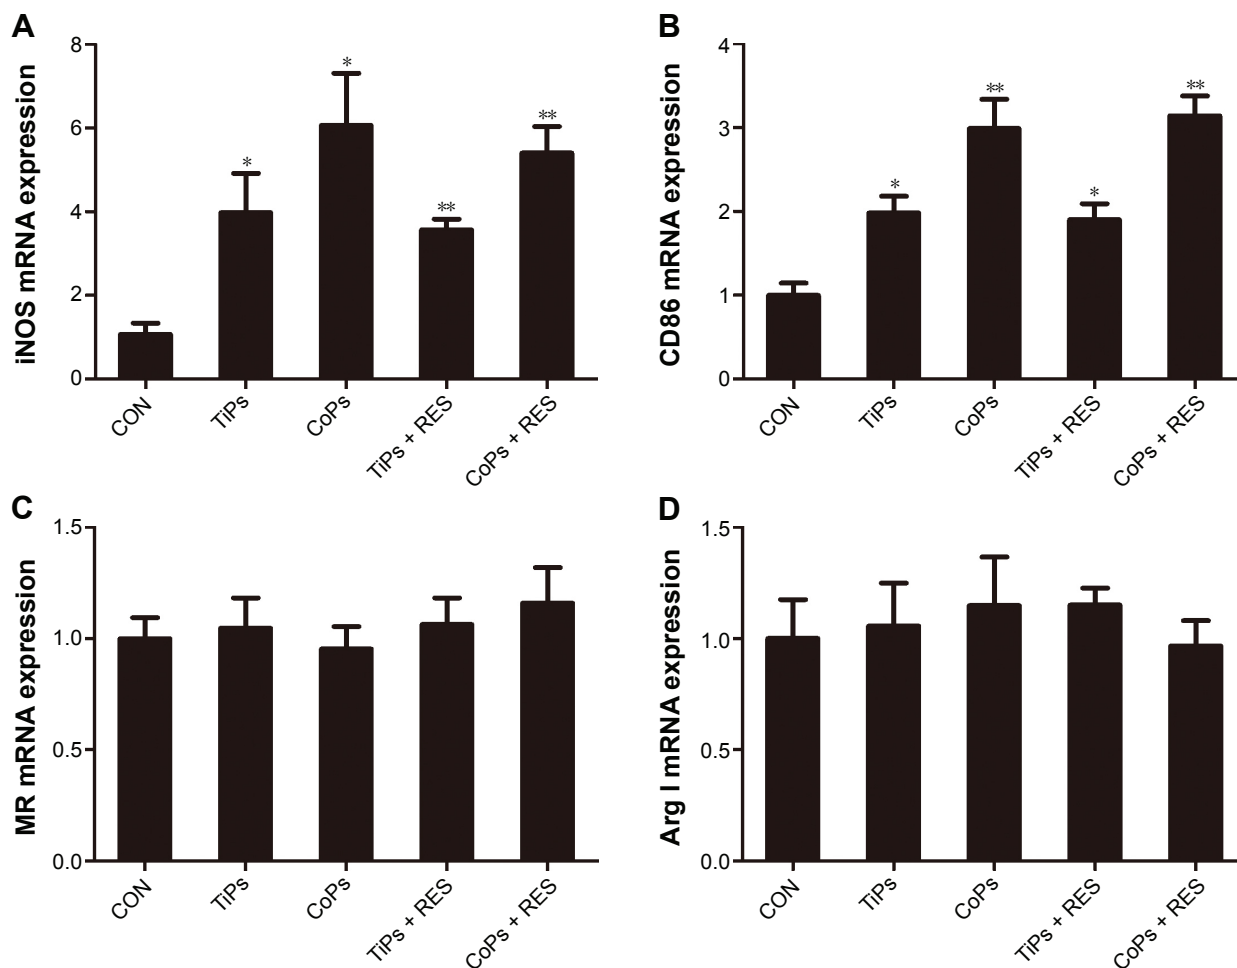 A
iNOS mRNA expression
8
6
4
2
0
*
*
**
**
CON
TiPs
CoPs
TiPs + RES
CoPs + RES
B
CD86 mRNA expression
4
3
2
1
0
*
**
*
**
CON
TiPs
CoPs
TiPs + RES
CoPs + RES
C
MR mRNA expression
1.5
1.0
0.5
0.0
CON
TiPs
CoPs
TiPs + RES
CoPs + RES
D
Arg I mRNA expression
1.5
1.0
0.5
0.0
CON
TiPs
CoPs
TiPs + RES
CoPs + RES